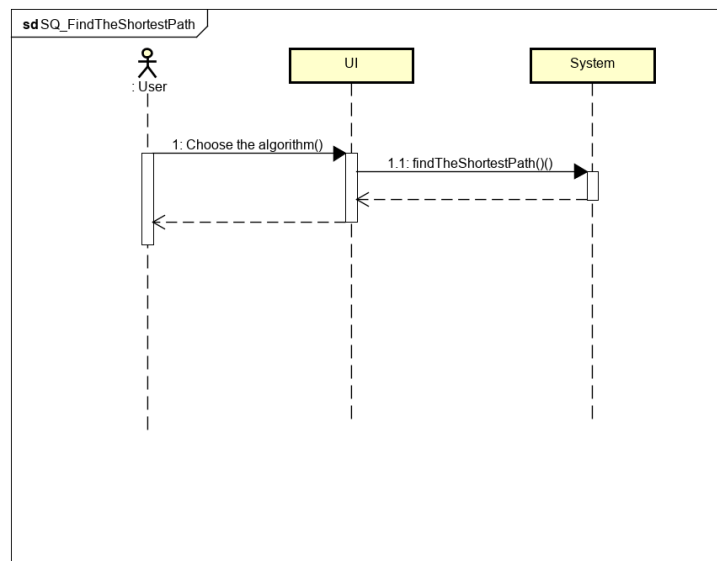 sd SQ_FindTheShortestPath
: User
UI
System
1: Choose the algorithm()
1.1: findTheShortestPath()()